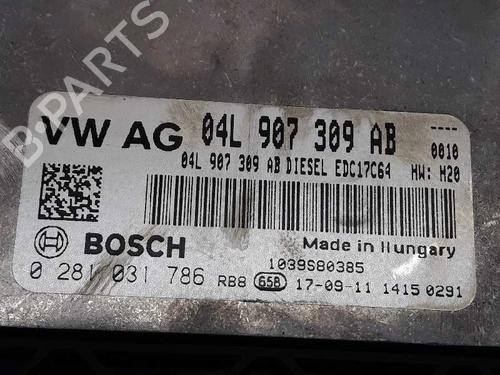 VW AG 04L 907 309 AB
0010
04L 907 309 AB DIESEL EDC17C64 HW: H20
BOSCH
Made in Hungary
1039S80385
0 281 031 786 RB8 658 17-09-11 1415 0291
B-PARTS